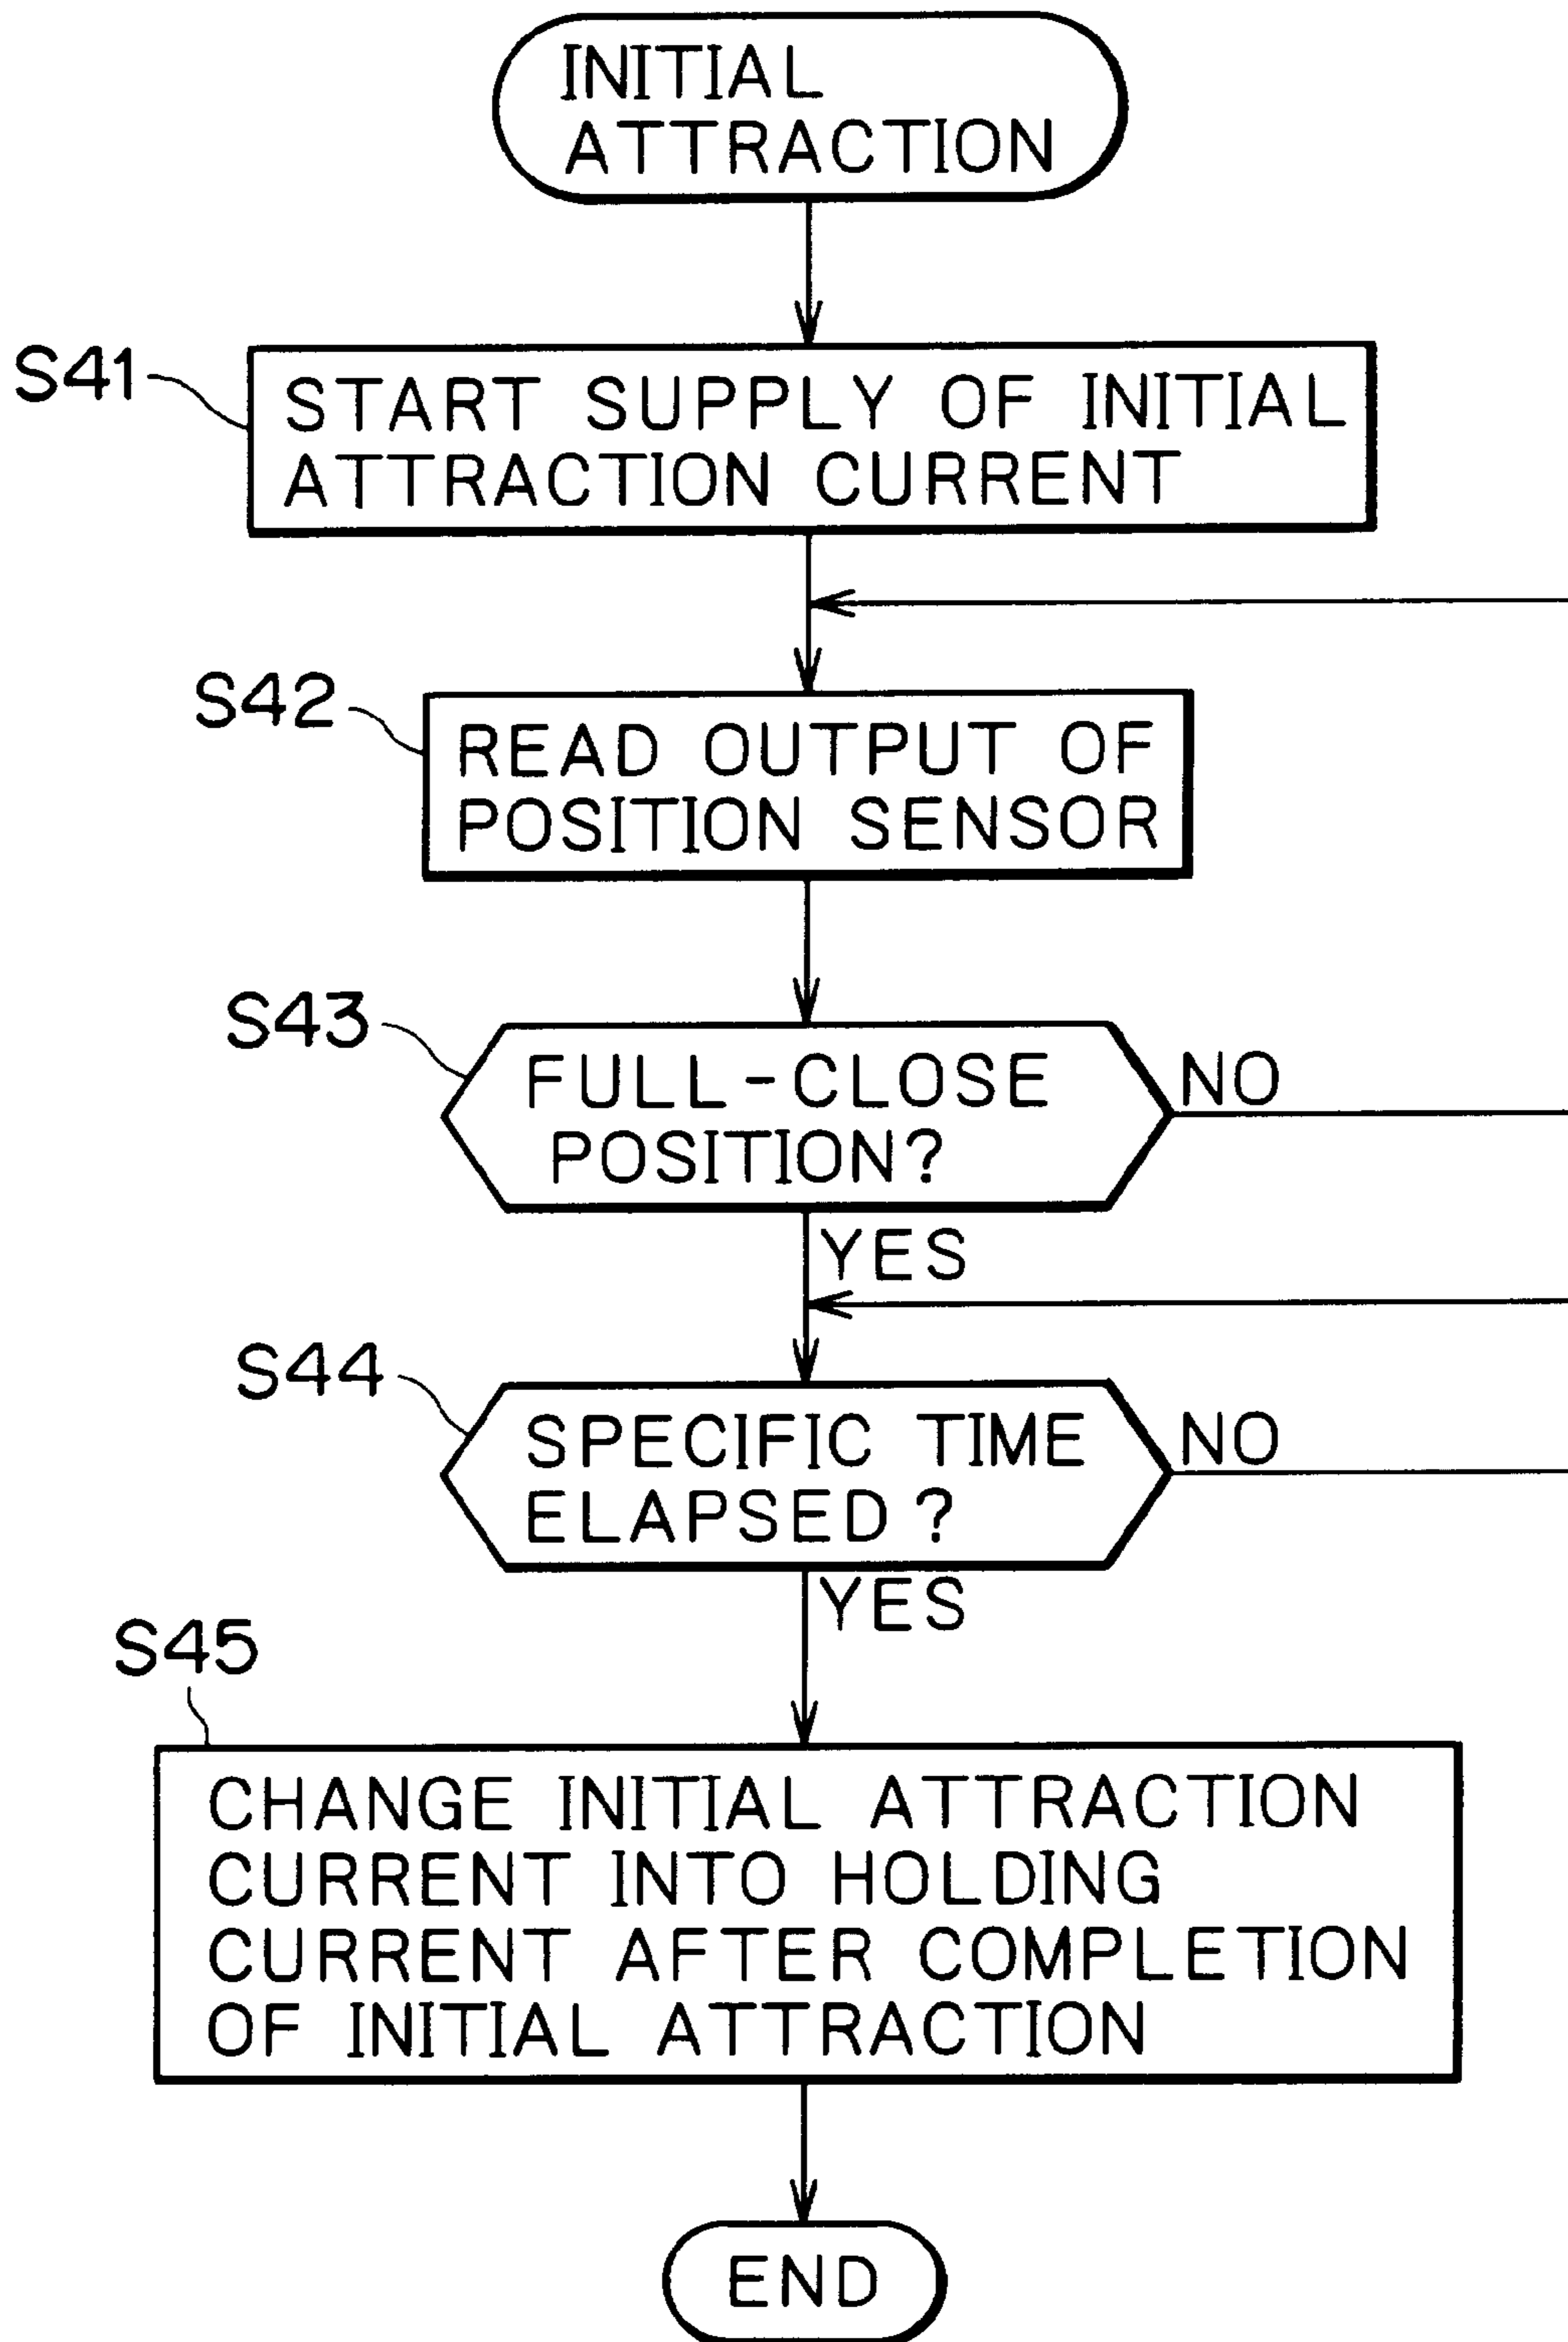 INITIAL
ATTRACTION
S41
START SUPPLY OF INITIAL
ATTRACTION CURRENT
S42
READ OUTPUT OF
POSITION SENSOR
S43
FULL-CLOSE
POSITION?
NO
YES
S44
SPECIFIC TIME
ELAPSED?
NO
YES
S45
CHANGE INITIAL ATTRACTION
CURRENT INTO HOLDING
CURRENT AFTER COMPLETION
OF INITIAL ATTRACTION
END